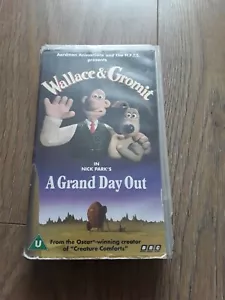 Aardman Animations and the N.F.T.S.
presents
Wallace & Gromit
IN
NICK PARK'S
A Grand Day Out
U
From the Oscar-winning creator
of "Creature Comforts"
BBC